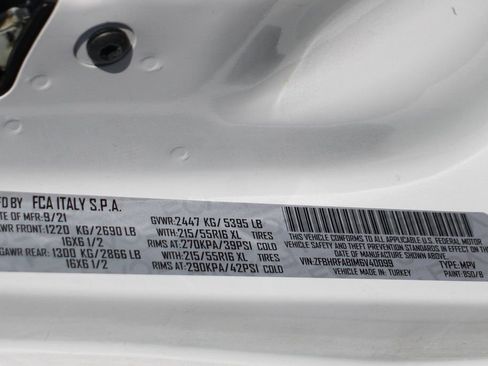 FD BY FCA ITALY S.P.A.
ATE OF MFR:9/21 GVWR:2447 KG/ 5395 LB
AWR FRONT:1220 KG/2690 LB WITH:215/55R16 XL TIRES
16X6 1/2 RIMS AT:270KPA/39PSI COLD
GAWR REAR: 1300 KG/2866 LB WITH:215/55R16 XL TIRES
16X6 1/2 RIMS AT:290KPA/42PSI COLD
THIS VEHICLE CONFORMS TO ALL APPLICABLE U.S. FEDERAL MOTOR
VEHICLE SAFETY AND THEFT PREVENTION STANDARDS IN EFFECT
ON THE DATE OF MANUFACTURE SHOWN ABOVE.
TYPE: MPV
MADE IN: TURKEY PAINT: 850/B